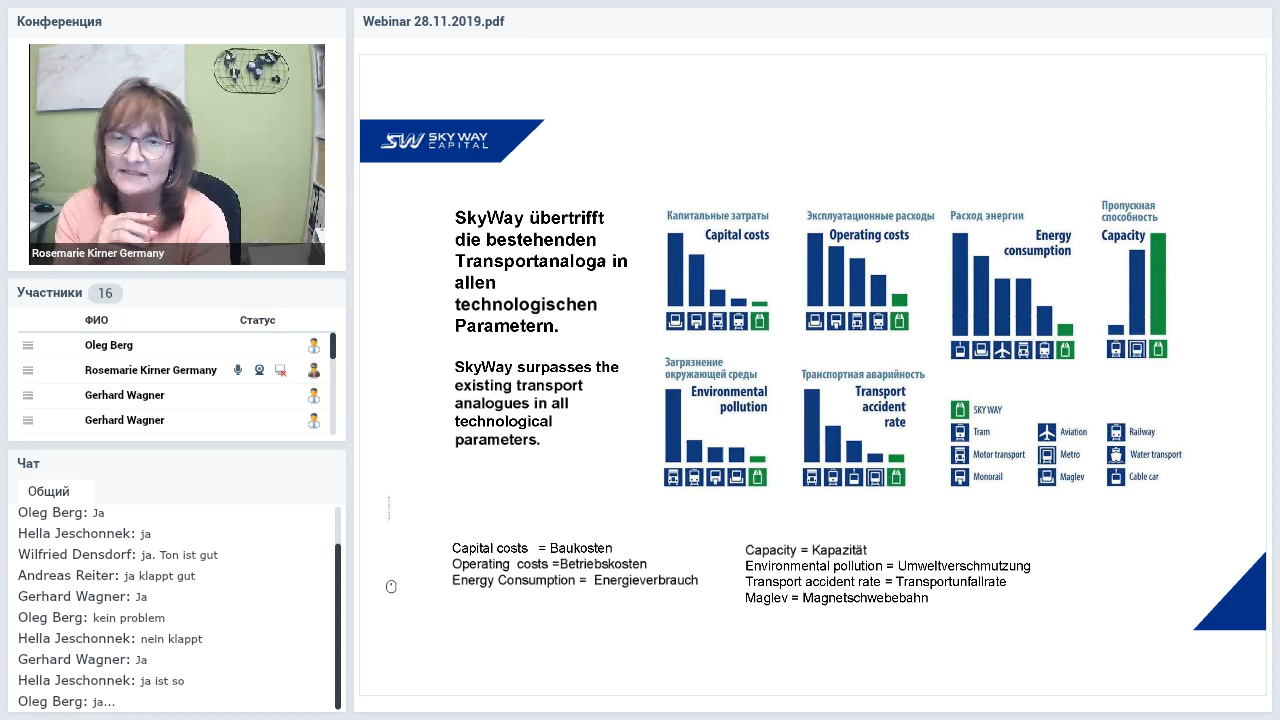 Конференция
Rosemarie Kirner Germany
Участники 16
ФИО Статус
Oleg Berg
Rosemarie Kirner Germany
Gerhard Wagner
Gerhard Wagner
Чат
Общий
Oleg Berg: Ja
Hella Jeschonnek: ja
Wilfried Densdorf: ja. Ton ist gut
Andreas Reiter: ja klappt gut
Gerhard Wagner: Ja
Oleg Berg: kein problem
Hella Jeschonnek: nein klappt
Gerhard Wagner: Ja
Hella Jeschonnek: ja ist so
Oleg Berg: ja...
Webinar 28.11.2019.pdf
SW SKY WAY
CAPITAL
SkyWay übertrifft
die bestehenden
Transportanaloga in
allen
technologischen
Parametern.
SkyWay surpasses the
existing transport
analogues in all
technological
parameters.
Капитальные затраты
Capital costs
Эксплуатационные расходы
Operating costs
Расход энергии
Energy
consumption
Пропускная
способность
Capacity
Загрязнение
окружающей среды
Environmental
pollution
Транспортная аварийность
Transport
accident
rate
SKY WAY
Tram
Aviation
Railway
Motor transport
Metro
Water transport
Monorail
Maglev
Cable car
Capital costs = Baukosten
Operating costs =Betriebskosten
Energy Consumption = Energieverbrauch
Capacity = Kapazität
Environmental pollution = Umweltverschmutzung
Transport accident rate = Transportunfallrate
Maglev = Magnetschwebebahn